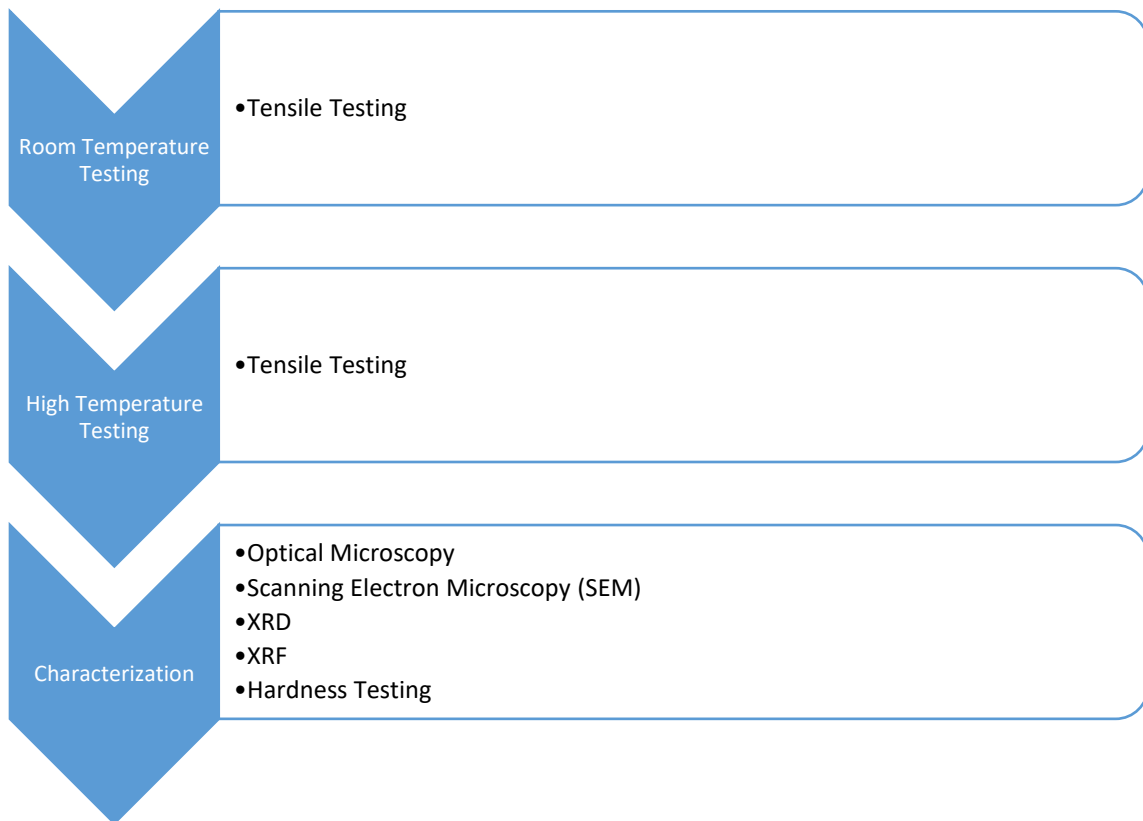 Room Temperature
Testing
•Tensile Testing
High Temperature
Testing
•Tensile Testing
Characterization
•Optical Microscopy
•Scanning Electron Microscopy (SEM)
•XRD
•XRF
•Hardness Testing